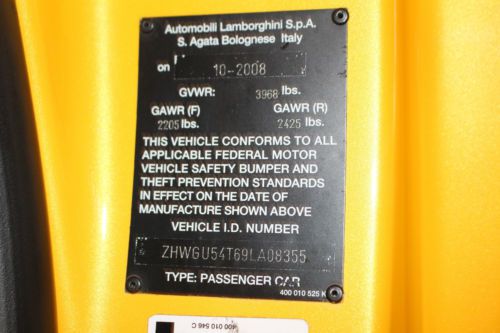 Automobili Lamborghini S.p.A.
S. Agata Bolognese Italy
on 10-2008
GVWR: 3968 lbs.
GAWR (F) GAWR (R)
2205 lbs. 2425 lbs.
THIS VEHICLE CONFORMS TO ALL
APPLICABLE FEDERAL MOTOR
VEHICLE SAFETY BUMPER AND
THEFT PREVENTION STANDARDS
IN EFFECT ON THE DATE OF
MANUFACTURE SHOWN ABOVE
VEHICLE I.D. NUMBER
ZHWGU54T69LA08355
TYPE: PASSENGER CAR
400 010 525 K
400 010 546 C